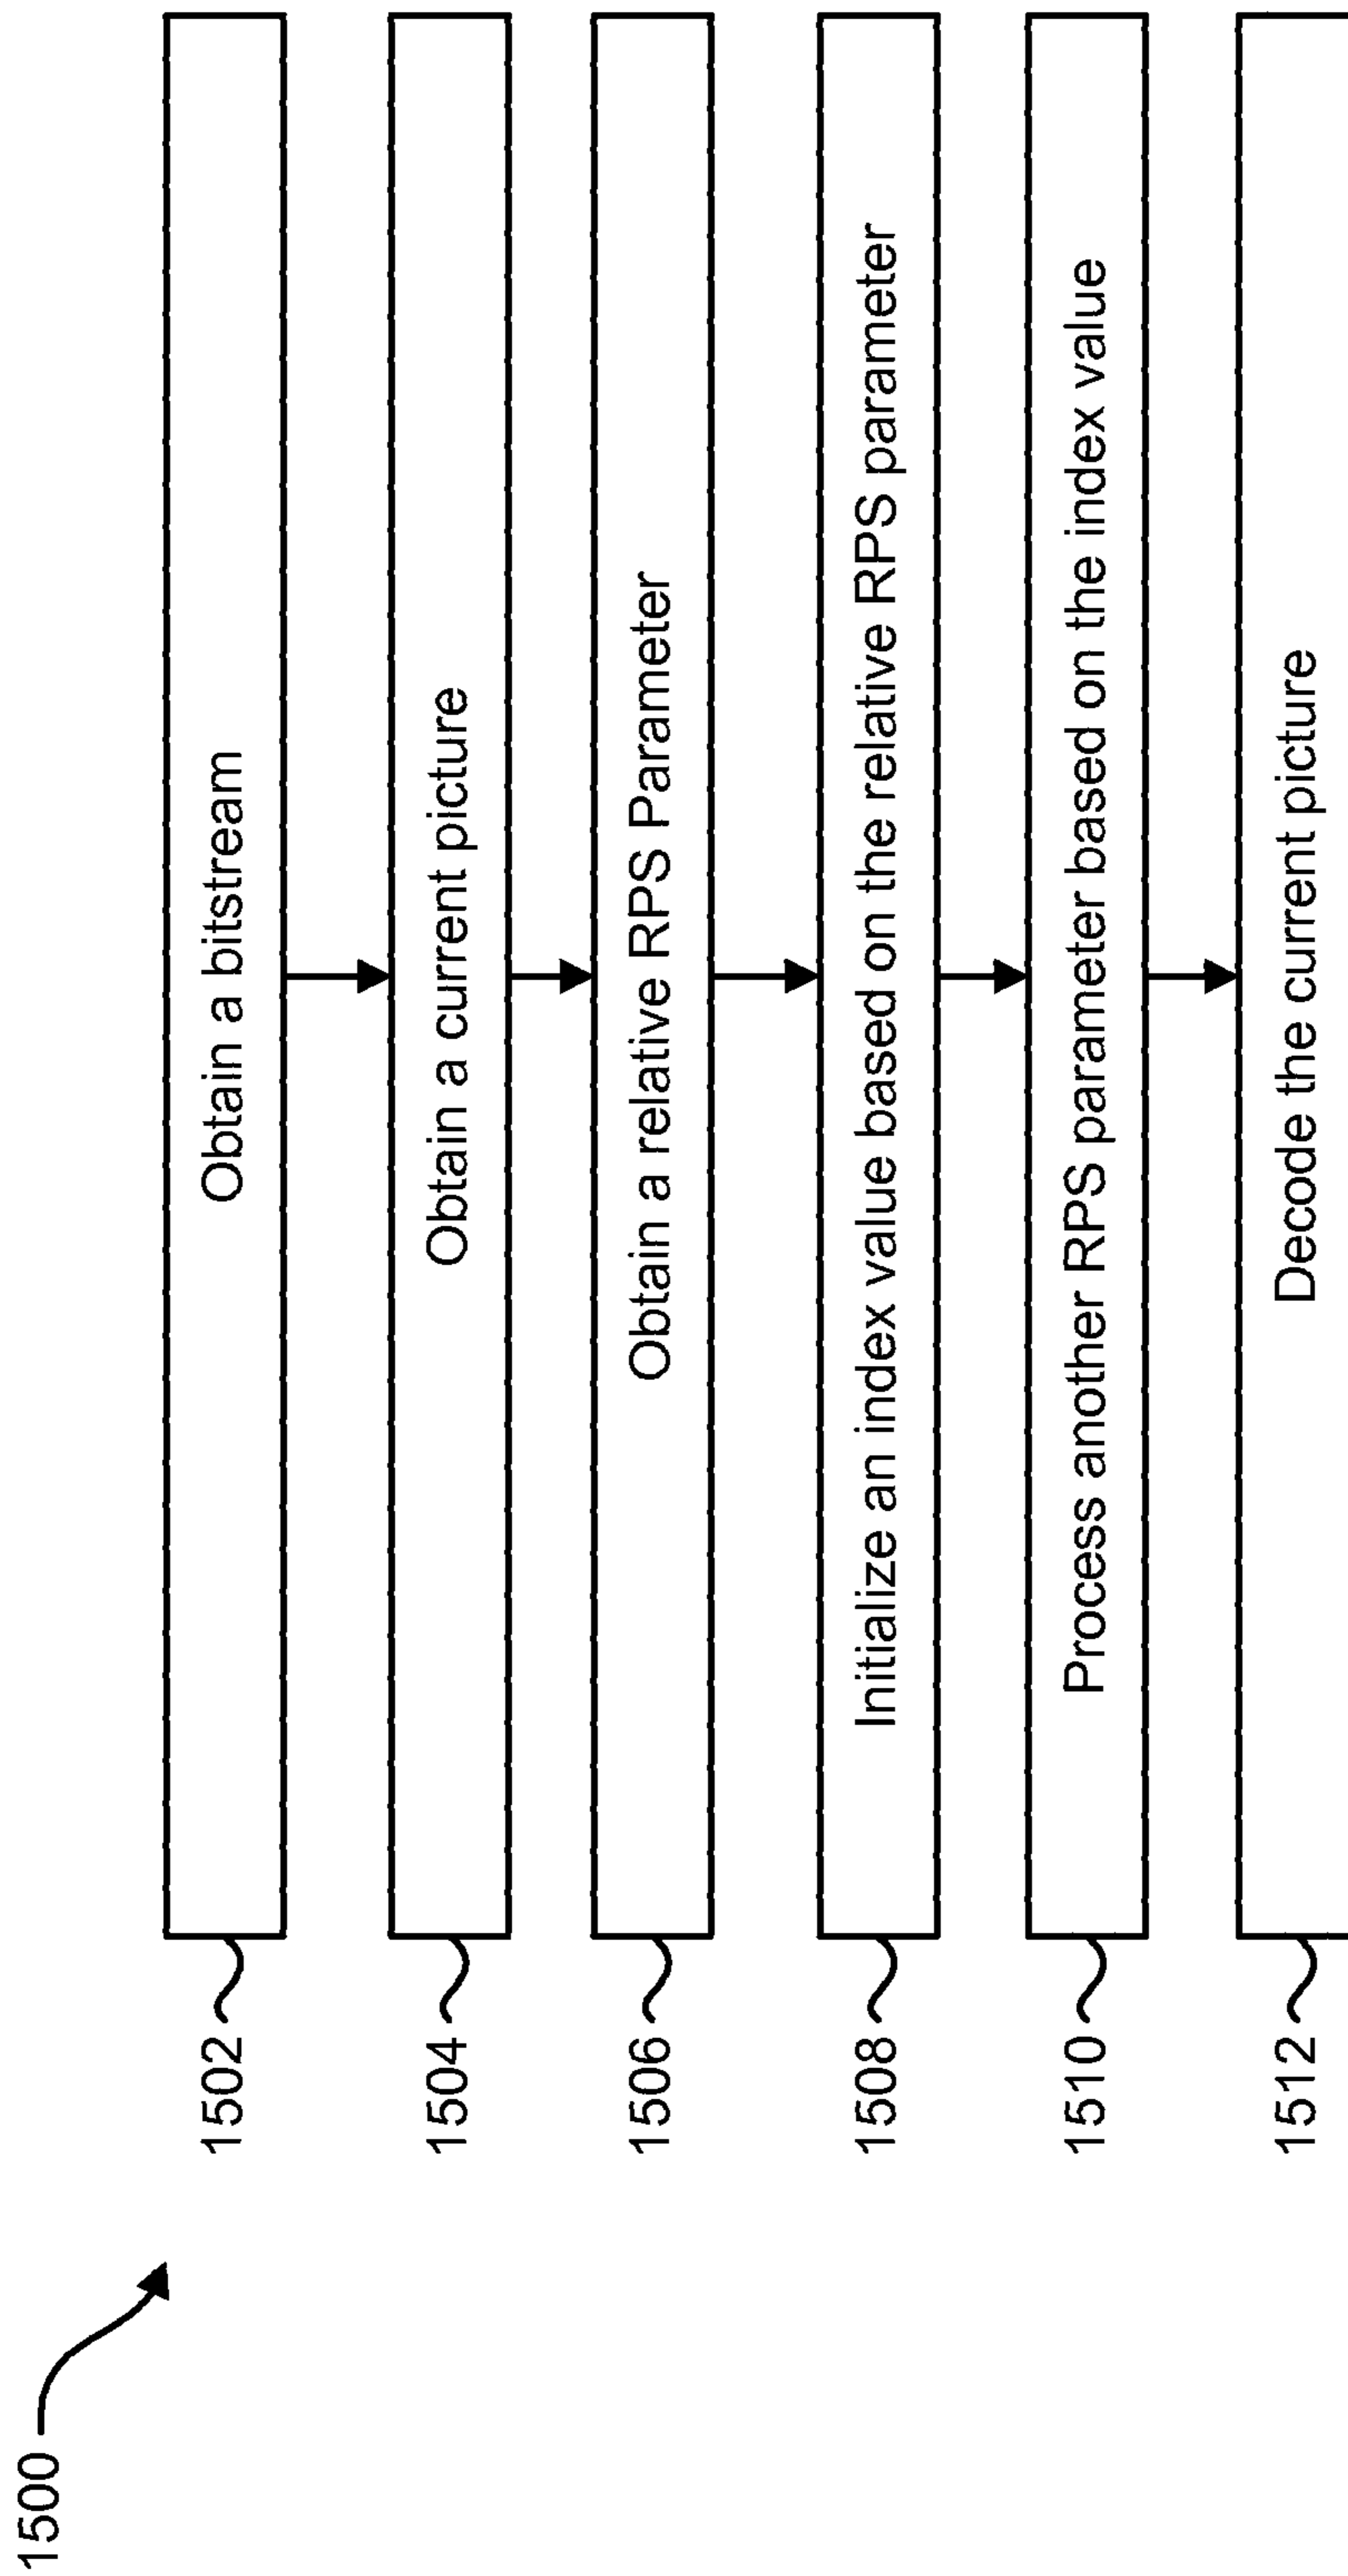 1500
1502
Obtain a bitstream
1504
Obtain a current picture
1506
Obtain a relative RPS Parameter
1508
Initialize an index value based on the relative RPS parameter
1510
Process another RPS parameter based on the index value
1512
Decode the current picture